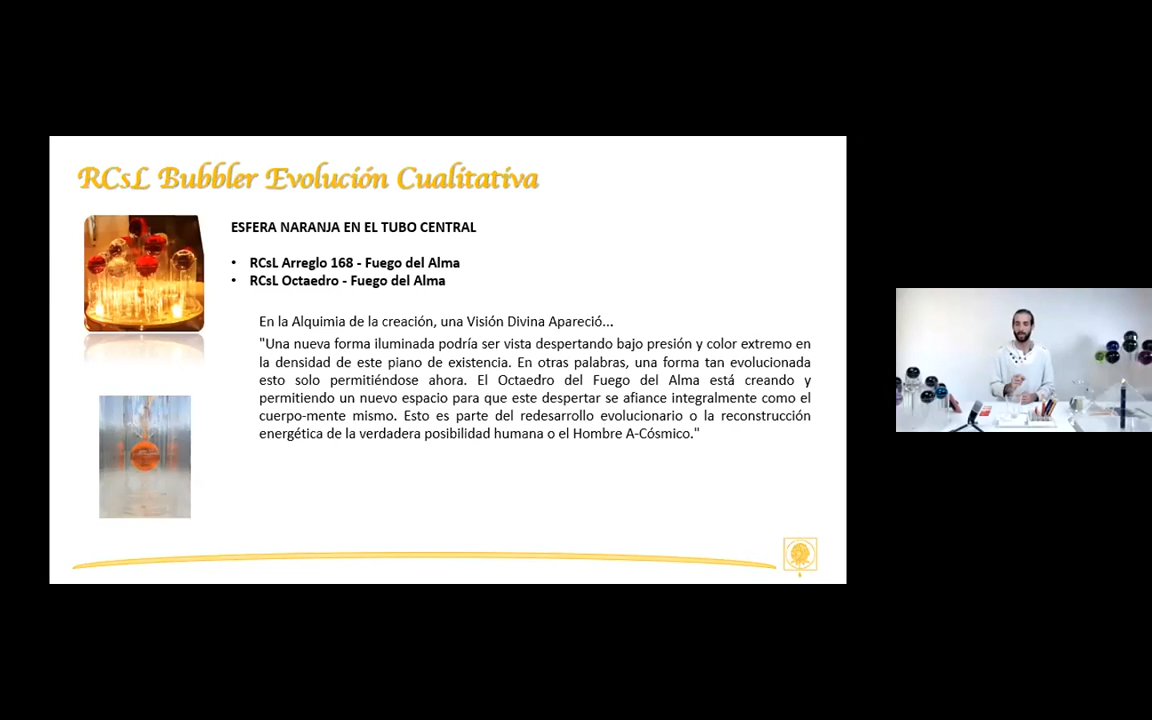 RCsL Bubbler Evolución Cualitativa
ESFERA NARANJA EN EL TUBO CENTRAL
• RCsL Arreglo 168 - Fuego del Alma
• RCsL Octaedro - Fuego del Alma
En la Alquimia de la creación, una Visión Divina Apareció...
"Una nueva forma iluminada podría ser vista despertando bajo presión y color extremo en
la densidad de este piano de existencia. En otras palabras, una forma tan evolucionada
esto solo permitiéndose ahora. El Octaedro del Fuego del Alma está creando y
permitiendo un nuevo espacio para que este despertar se afiance integralmente como el
cuerpo-mente mismo. Esto es parte del redesarrollo evolucionario o la reconstrucción
energética de la verdadera posibilidad humana o el Hombre A-Cósmico."